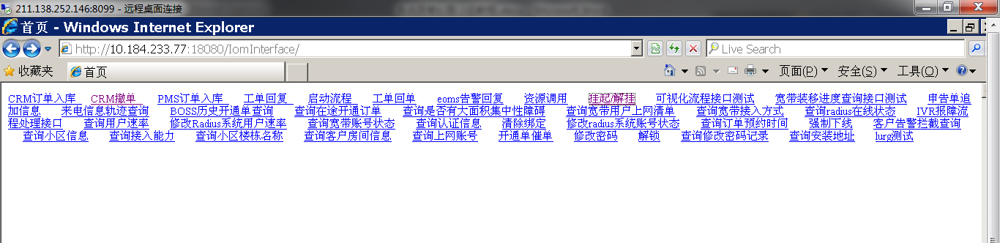 211.138.252.146:8099 - 远程桌面连接
首页 - Windows Internet Explorer
http://10.184.233.77:18080/IomInterface/
Live Search
收藏夹 首页 页面(P) 安全(S) 工具(O)
CRM订单入库 CRM撤单 PMS订单入库 工单回复 启动流程 工单回单 eoms告警回复 资源调用 挂起/解挂 可视化流程接口测试 宽带装移进度查询接口测试 申告单追
加信息 来电信息轨迹查询 BOSS历史开通单查询 查询在途开通订单 查询是否有大面积集中性障碍 查询宽带用户上网清单 查询宽带接入方式 查询radius在线状态 IVR报障流
程处理接口 查询用户速率 修改Radius系统用户速率 查询宽带账号状态 查询认证信息 清除绑定 修改radius系统账号状态 查询订单预约时间 强制下线 客户告警拦截查询
查询小区信息 查询接入能力 查询小区楼栋名称 查询客户房间信息 查询上网账号 开通单催单 修改密码 解锁 查询修改密码记录 查询安装地址 lurg测试